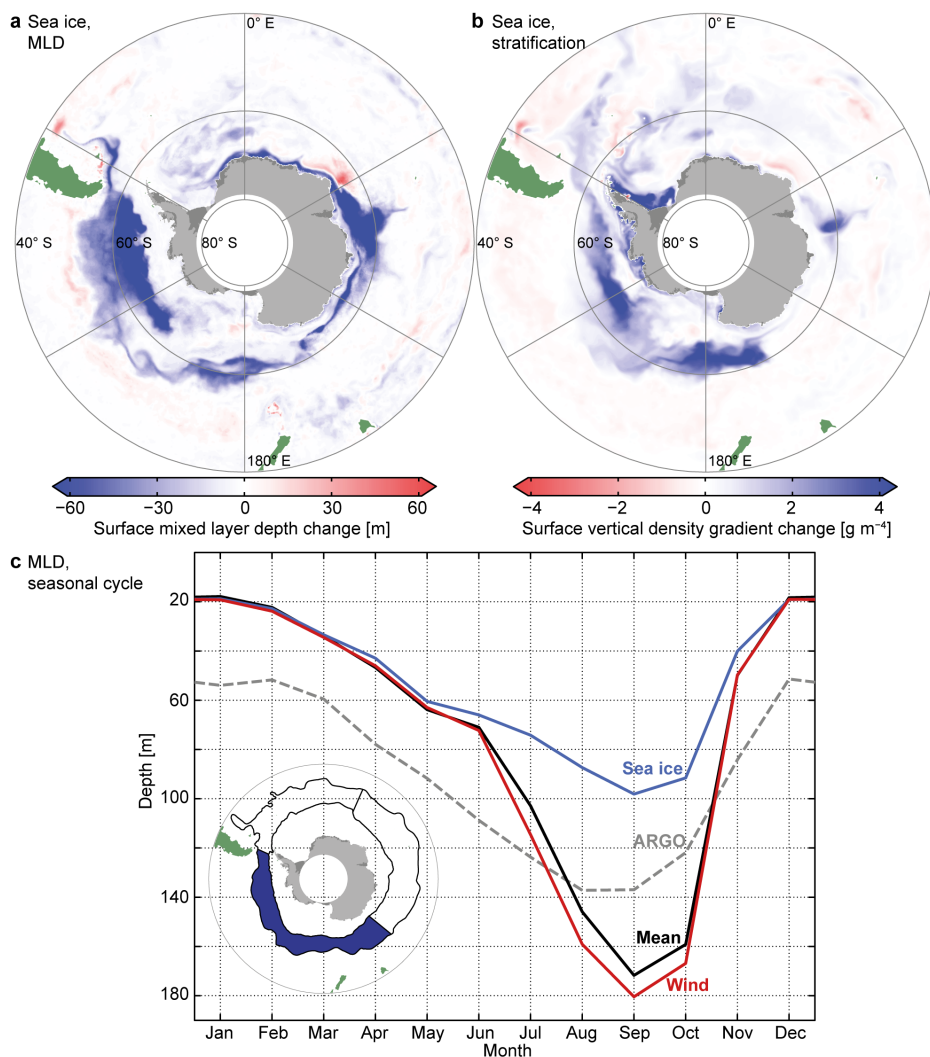 a Sea ice,
MLD
0° E
40° S
60° S
80° S
180° E
−60
−30
0
30
60
Surface mixed layer depth change [m]
b Sea ice,
stratification
0° E
40° S
60° S
80° S
180° E
−4
−2
0
2
4
Surface vertical density gradient change [g m⁻⁴]
c MLD,
seasonal cycle
Depth [m]
20
60
100
140
180
Sea ice
ARGO
Mean
Wind
Jan Feb Mar Apr May Jun Jul Aug Sep Oct Nov Dec
Month